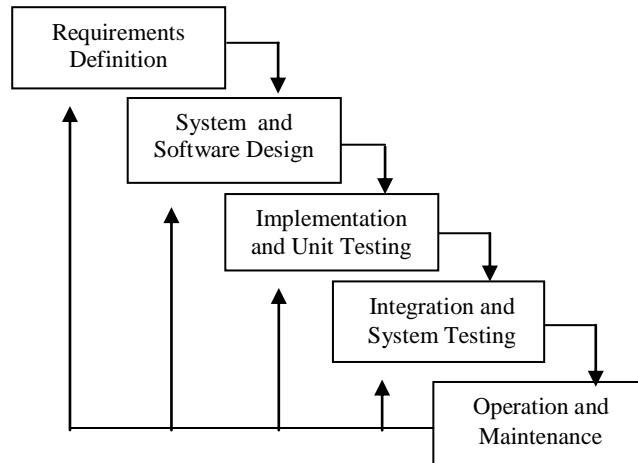 Requirements
Definition
System and
Software Design
Implementation
and Unit Testing
Integration and
System Testing
Operation and
Maintenance